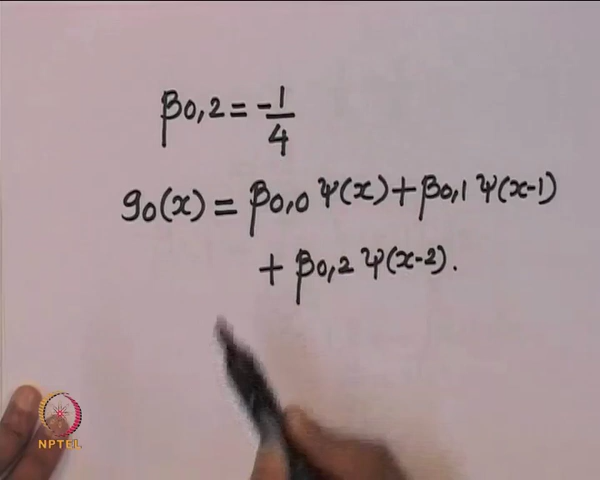 β0,2 = -1/4
g0(x) = β0,0 Ψ(x) + β0,1 Ψ(x-1)
+ β0,2 Ψ(x-2).
NPTEL